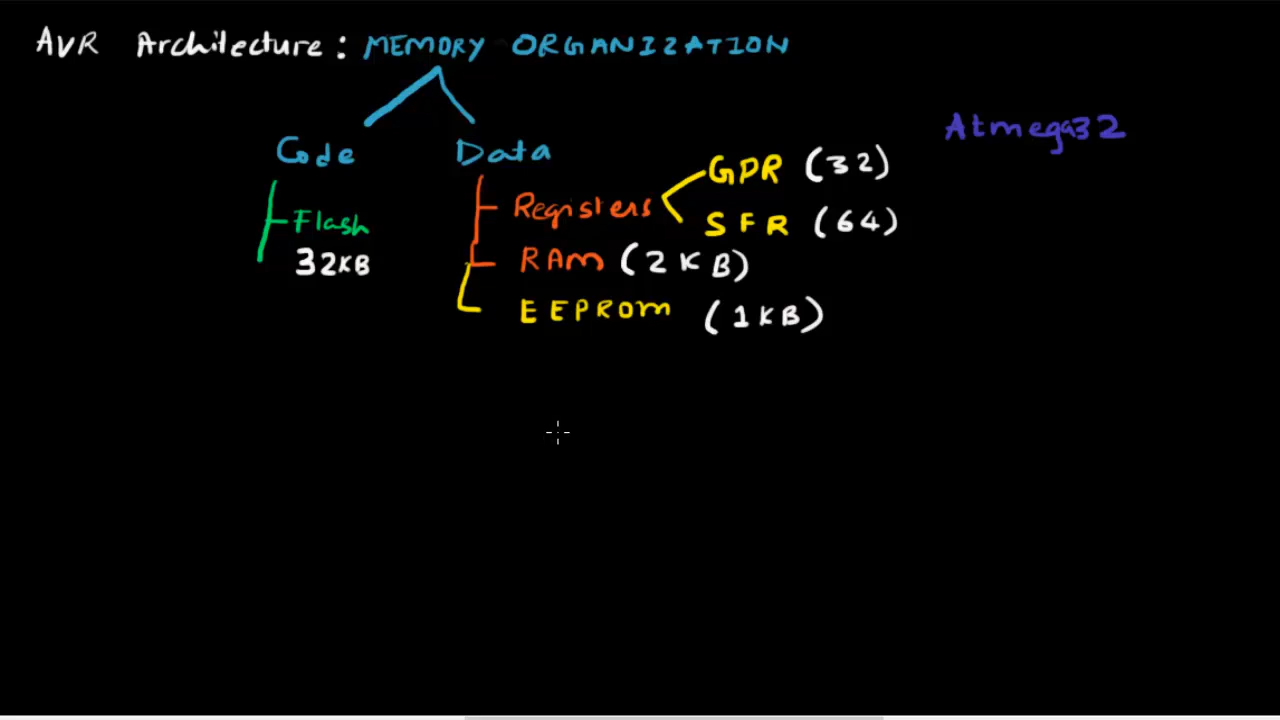 AVR Architecture: MEMORY ORGANIZATION
Atmega32
Code
Flash
32KB
Data
Registers
GPR (32)
SFR (64)
RAM (2KB)
EEPROM (1KB)